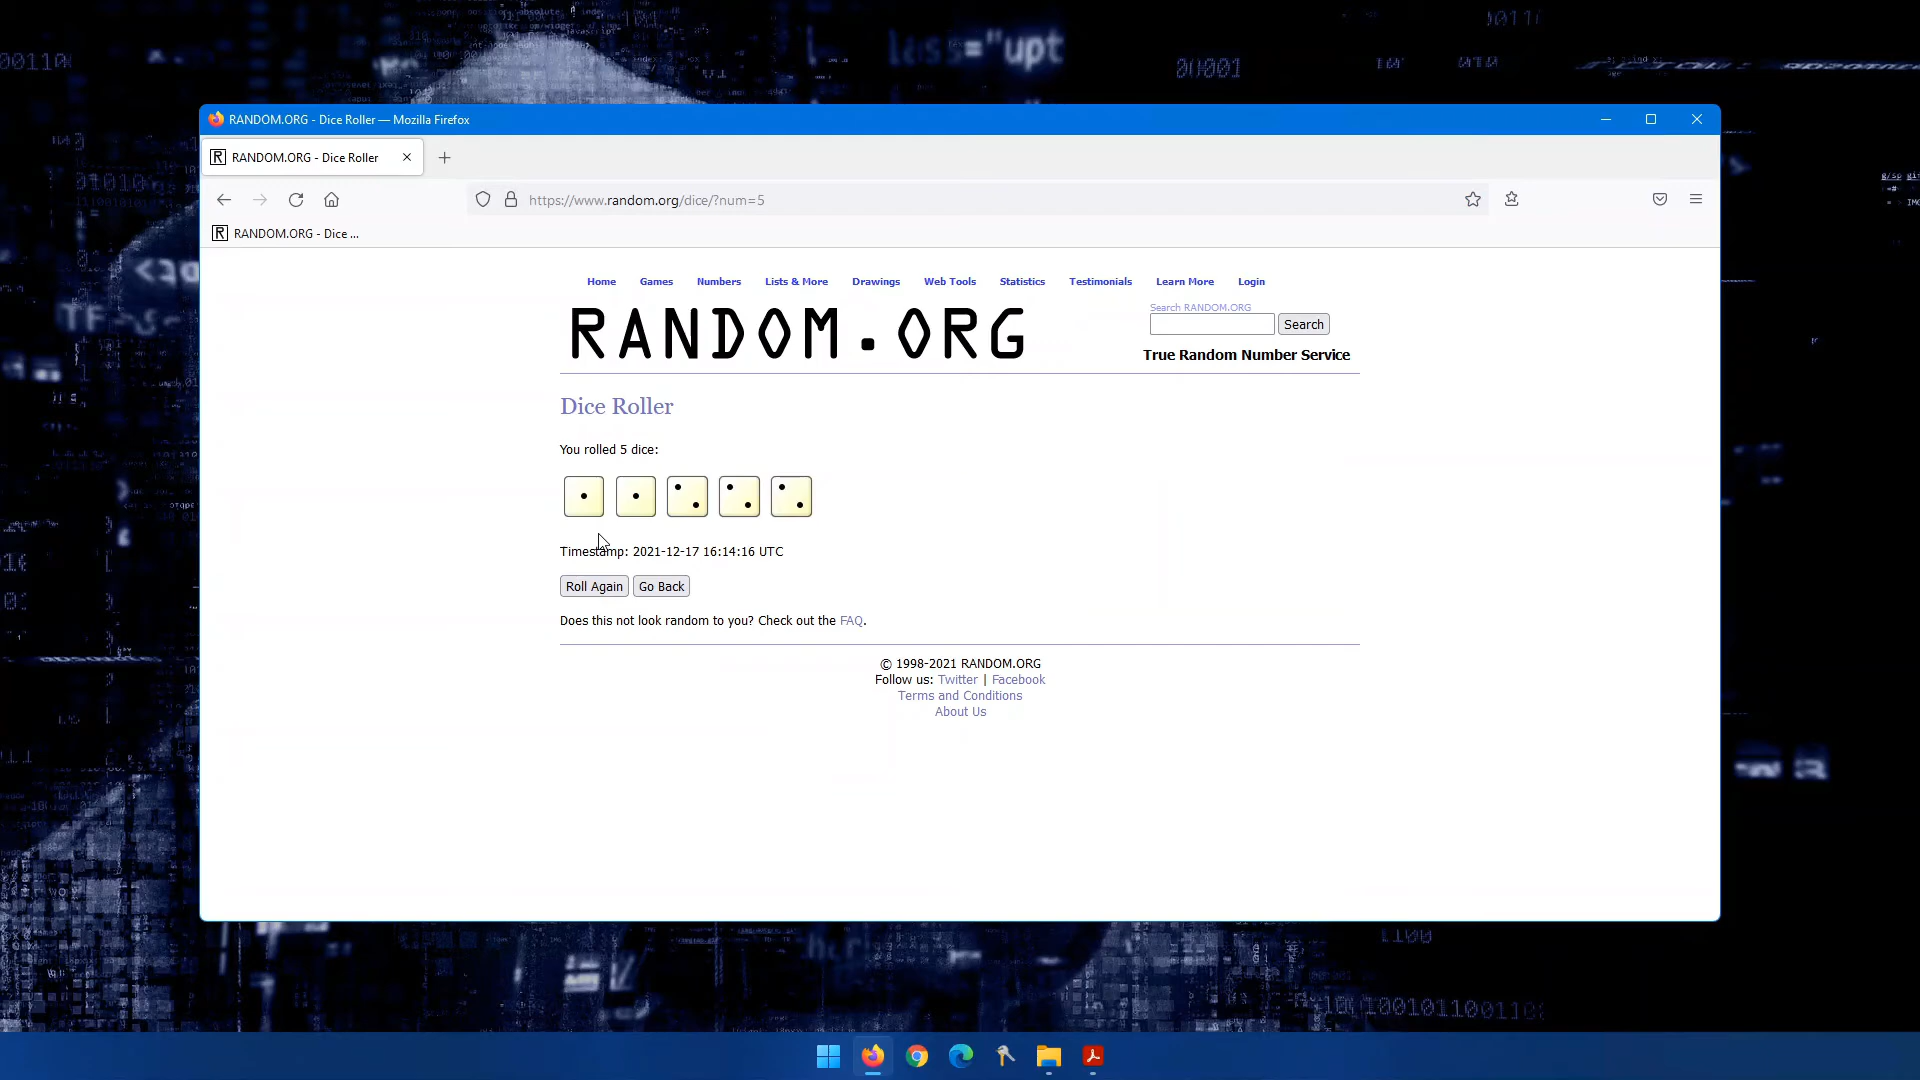 RANDOM.ORG - Dice Roller — Mozilla Firefox
RANDOM.ORG - Dice Roller
https://www.random.org/dice/?num=5
RANDOM.ORG - Dice ...
Home Games Numbers Lists & More Drawings Web Tools Statistics Testimonials Learn More Login
RANDOM.ORG
Search RANDOM.ORG
Search
True Random Number Service
Dice Roller
You rolled 5 dice:
Timestamp: 2021-12-17 16:14:16 UTC
Roll Again Go Back
Does this not look random to you? Check out the FAQ.
© 1998-2021 RANDOM.ORG
Follow us: Twitter | Facebook
Terms and Conditions
About Us